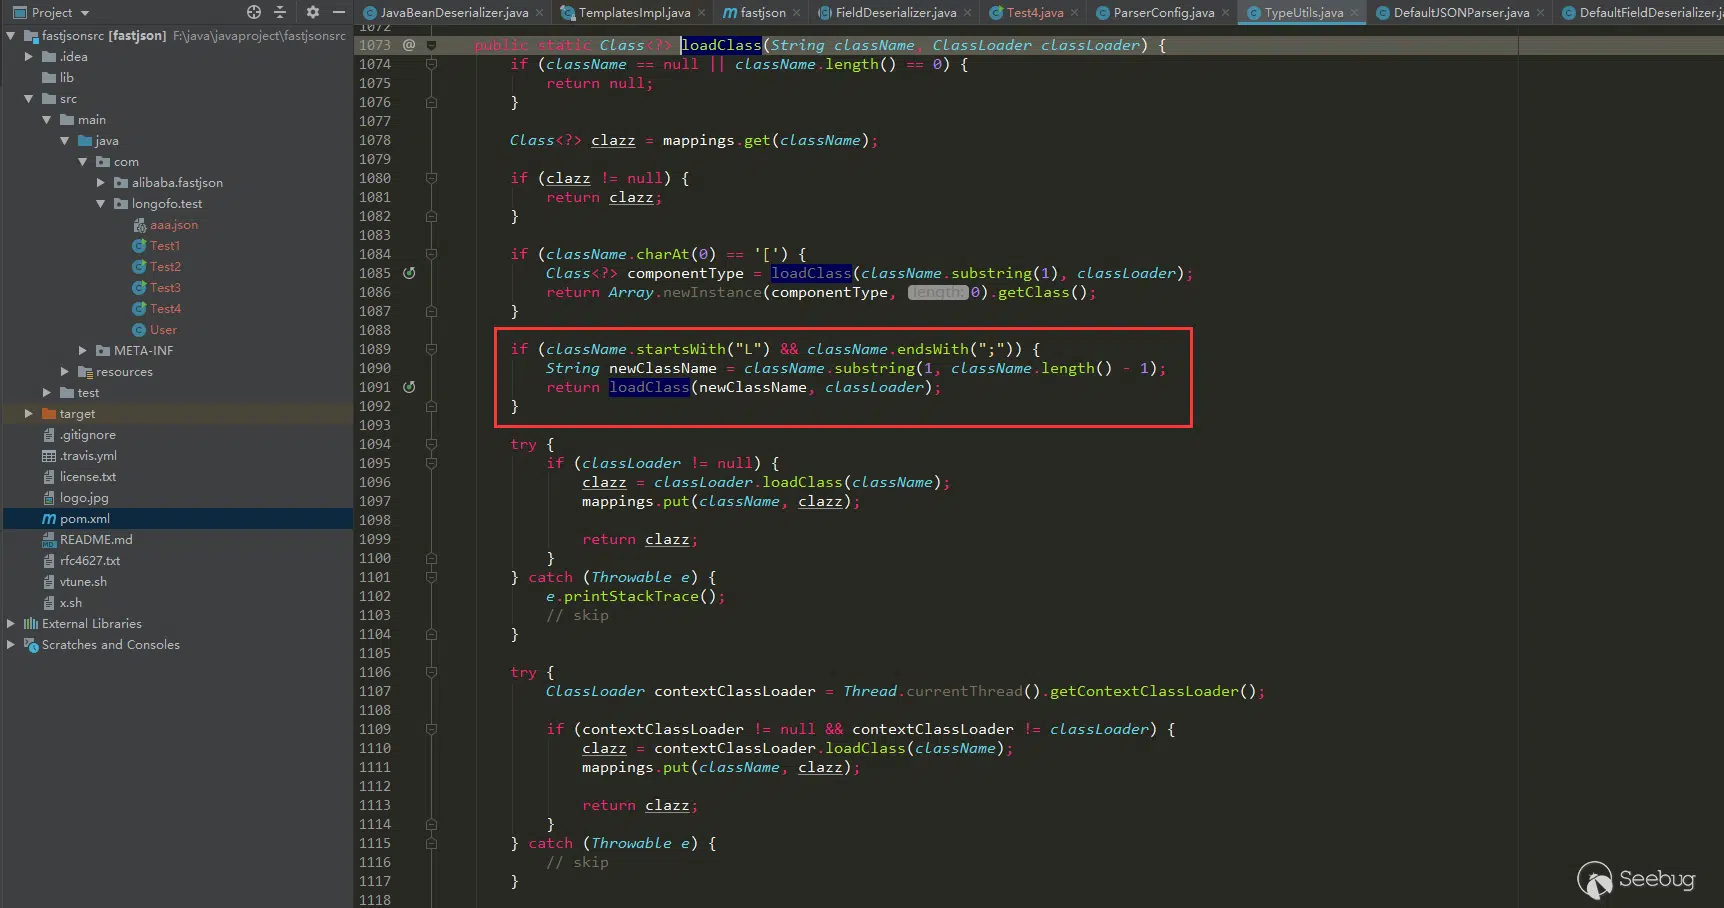 Project
JavaBeanDeserializer.java
TemplatesImpl.java
fastjson
FieldDeserializer.java
Test4.java
ParserConfig.java
TypeUtils.java
DefaultJSONParser.java
DefaultFieldDeserializer.j
fastjsonsrc [fastjson] F:\java\javaproject\fastjsonsrc
.idea
lib
src
main
java
com
alibaba.fastjson
longofo.test
aaa.json
Test1
Test2
Test3
Test4
User
META-INF
resources
test
target
.gitignore
.travis.yml
license.txt
logo.jpg
pom.xml
README.md
rfc4627.txt
vtune.sh
x.sh
External Libraries
Scratches and Consoles
1072
1073 @ public static Class<?> loadClass(String className, ClassLoader classLoader) {
1074 if (className == null || className.length() == 0) {
1075 return null;
1076 }
1077
1078 Class<?> clazz = mappings.get(className);
1079
1080 if (clazz != null) {
1081 return clazz;
1082 }
1083
1084 if (className.charAt(0) == '[') {
1085 Class<?> componentType = loadClass(className.substring(1), classLoader);
1086 return Array.newInstance(componentType, length: 0).getClass();
1087 }
1088
1089 if (className.startsWith("L") && className.endsWith(";")) {
1090 String newClassName = className.substring(1, className.length() - 1);
1091 return loadClass(newClassName, classLoader);
1092 }
1093
1094 try {
1095 if (classLoader != null) {
1096 clazz = classLoader.loadClass(className);
1097 mappings.put(className, clazz);
1098
1099 return clazz;
1100 }
1101 } catch (Throwable e) {
1102 e.printStackTrace();
1103 // skip
1104 }
1105
1106 try {
1107 ClassLoader contextClassLoader = Thread.currentThread().getContextClassLoader();
1108
1109 if (contextClassLoader != null && contextClassLoader != classLoader) {
1110 clazz = contextClassLoader.loadClass(className);
1111 mappings.put(className, clazz);
1112
1113 return clazz;
1114 }
1115 } catch (Throwable e) {
1116 // skip
1117 }
1118
Seebug